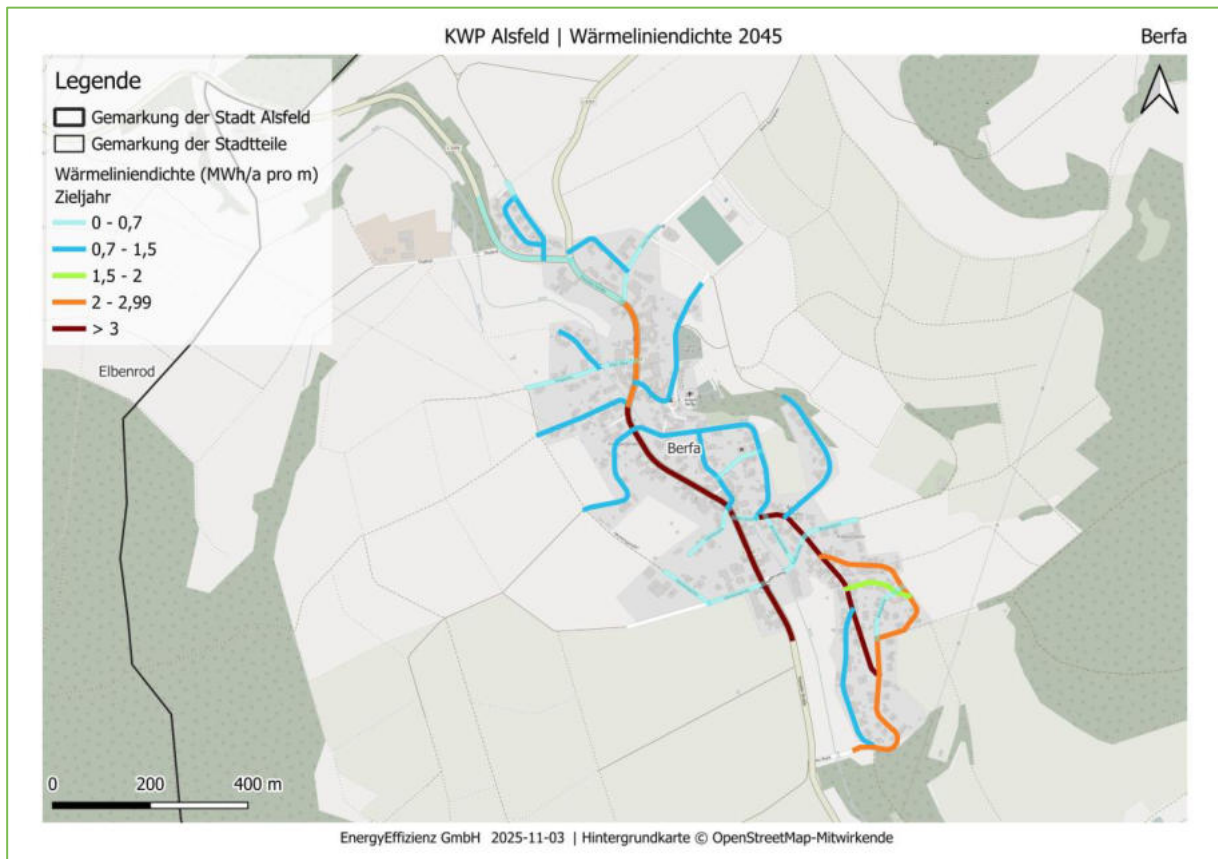 KWP Alsfeld | Wärmeliniendichte 2045
Berfa
Legende
Gemarkung der Stadt Alsfeld
Gemarkung der Stadtteile
Wärmeliniendichte (MWh/a pro m)
Zieljahr
0 - 0,7
0,7 - 1,5
1,5 - 2
2 - 2,99
> 3
Elbenrod
Berfa
0 200 400 m
EnergyEffizienz GmbH 2025-11-03 | Hintergrundkarte © OpenStreetMap-Mitwirkende